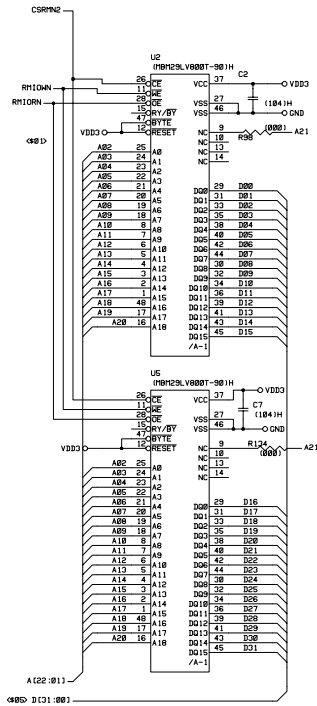 CSRMN2
U2
(MBM29LV800T-90)H
C2
26 CE VCC 37 VDD3
RMIOWN 11 WE (104)H
RMIORN 28 OE VSS 27
15 RY/BY VSS 46 GND
47 BYTE
VDD3 12 RESET NC 9 (000) A21
<$01> NC 10 R98
NC 13
NC 14
A02 25 A0
A03 24 A1
A04 23 A2
A05 22 A3
A06 21 A4 DQ0 29 D00
A07 20 A5 DQ1 31 D01
A08 19 A6 DQ2 33 D02
A09 18 A7 DQ3 35 D03
A10 8 A8 DQ4 38 D04
A11 7 A9 DQ5 40 D05
A12 6 A10 DQ6 42 D06
A13 5 A11 DQ7 44 D07
A14 4 A12 DQ8 30 D08
A15 3 A13 DQ9 32 D09
A16 2 A14 DQ10 34 D10
A17 1 A15 DQ11 36 D11
A18 48 A16 DQ12 39 D12
A19 17 A17 DQ13 41 D13
A20 16 A18 DQ14 43 D14
DQ15 45 D15
/A-1
U5
(MBM29LV800T-90)H
26 CE VCC 37 VDD3
11 WE C7
28 OE VSS 27 (104)H
15 RY/BY VSS 46 GND
47 BYTE
VDD3 12 RESET NC 9 R134 A21
NC 10 (000)
NC 13
NC 14
A02 25 A0
A03 24 A1
A04 23 A2
A05 22 A3
A06 21 A4 DQ0 29 D16
A07 20 A5 DQ1 31 D17
A08 19 A6 DQ2 33 D18
A09 18 A7 DQ3 35 D19
A10 8 A8 DQ4 38 D20
A11 7 A9 DQ5 40 D21
A12 6 A10 DQ6 42 D22
A13 5 A11 DQ7 44 D23
A14 4 A12 DQ8 30 D24
A15 3 A13 DQ9 32 D25
A16 2 A14 DQ10 34 D26
A17 1 A15 DQ11 36 D27
A18 48 A16 DQ12 39 D28
A19 17 A17 DQ13 41 D29
A20 16 A18 DQ14 43 D30
DQ15 45 D31
/A-1
A[22:01]
<$05> D[31:00]